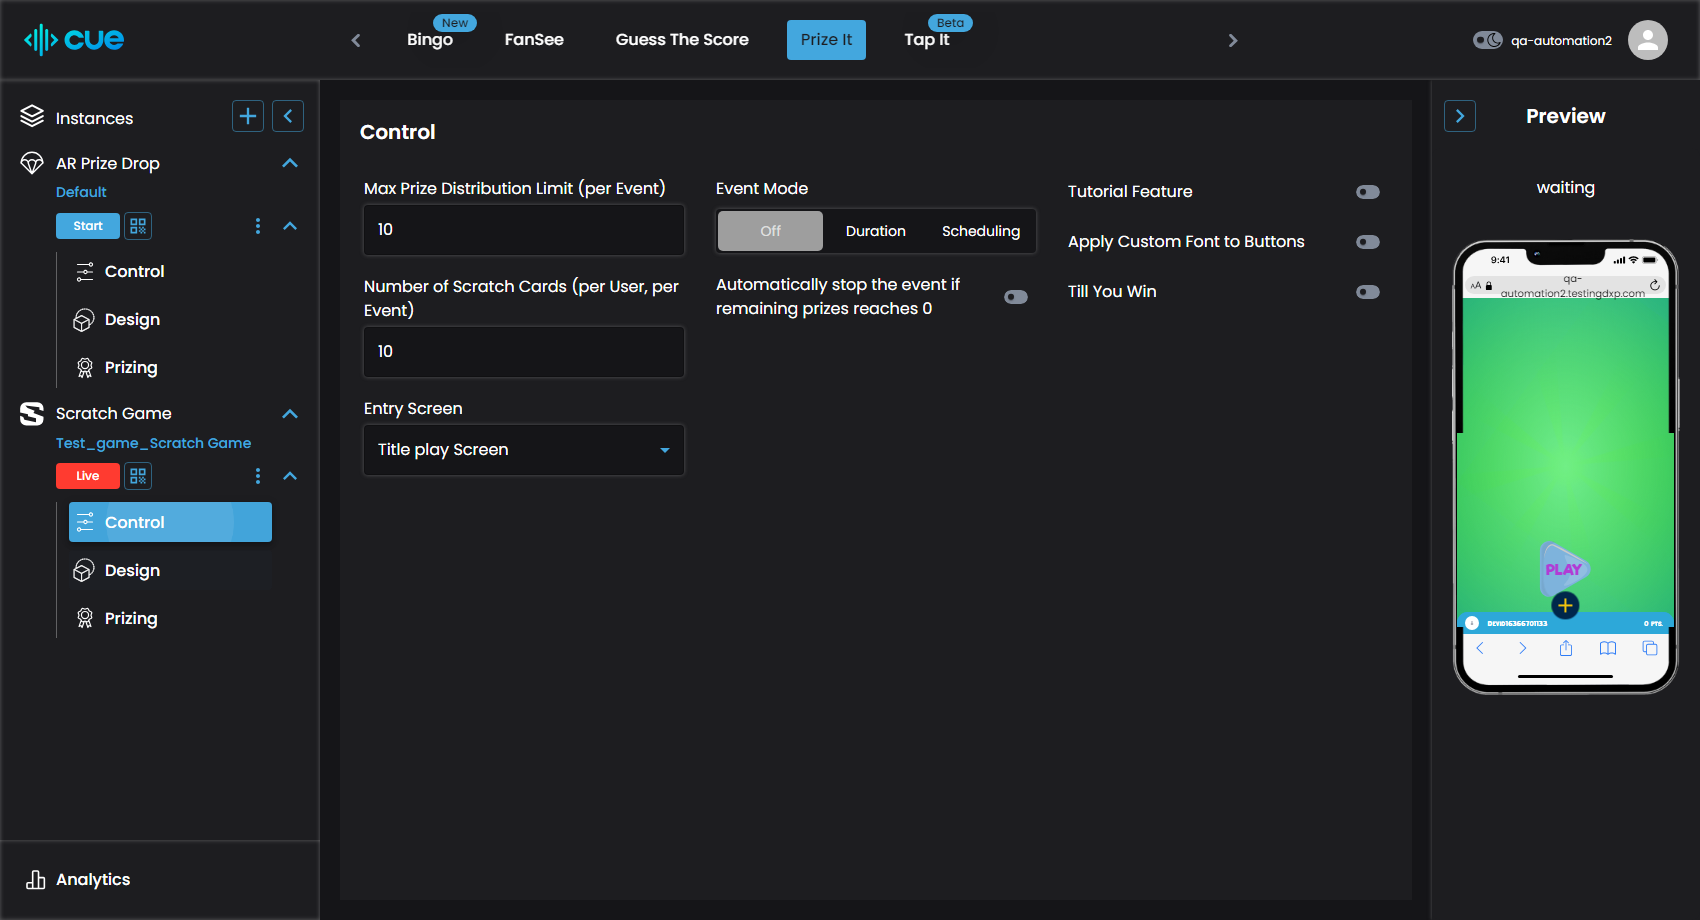 cue
New
Bingo
FanSee
Guess The Score
Prize It
Beta
Tap It
qa-automation2
Instances
AR Prize Drop
Default
Start
Control
Design
Prizing
Scratch Game
Test_game_Scratch Game
Live
Control
Design
Prizing
Analytics
Control
Max Prize Distribution Limit (per Event)
10
Number of Scratch Cards (per User, per
Event)
10
Entry Screen
Title play Screen
Event Mode
Off
Duration
Scheduling
Automatically stop the event if
remaining prizes reaches 0
Tutorial Feature
Apply Custom Font to Buttons
Till You Win
Preview
waiting
9:41
AA
qa-
automation2.testingdxp.com
PLAY
DEVID16366701133
0 PTS.